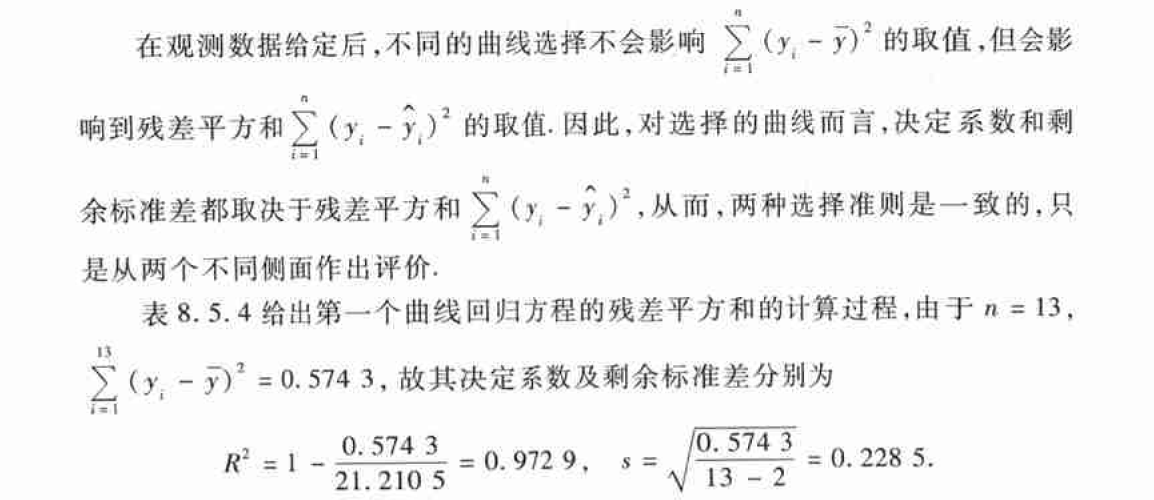 在观测数据给定后,不同的曲线选择不会影响 $\sum_{i=1}^{n}(y_i-\bar{y})^2$ 的取值,但会影
响到残差平方和 $\sum_{i=1}^{n}(y_i-\hat{y}_i)^2$ 的取值. 因此,对选择的曲线而言,决定系数和剩
余标准差都取决于残差平方和 $\sum_{i=1}^{n}(y_i-\hat{y}_i)^2$,从而,两种选择准则是一致的,只
是从两个不同侧面作出评价.
表 8.5.4 给出第一个曲线回归方程的残差平方和的计算过程,由于 n = 13,
$\sum_{i=1}^{13}(y_i-\bar{y})^2$ = 0.574 3, 故其决定系数及剩余标准差分别为
$R^2 = 1 - \frac{0.574\ 3}{21.210\ 5} = 0.972\ 9,\quad s = \sqrt{\frac{0.574\ 3}{13-2}} = 0.228\ 5.$